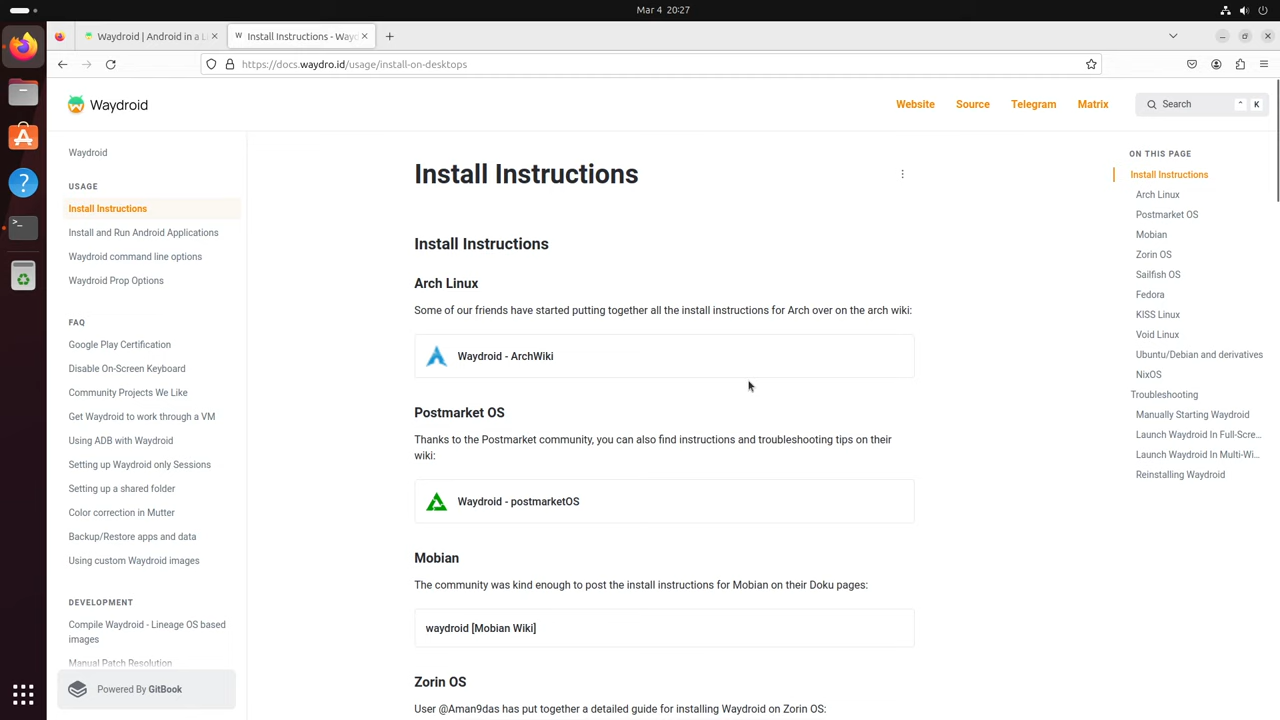 Mar 4 20:27
Waydroid | Android in a Li
Install Instructions - Wayd
https://docs.waydro.id/usage/install-on-desktops
Waydroid
Website
Source
Telegram
Matrix
Search
^
K
Waydroid
USAGE
Install Instructions
Install and Run Android Applications
Waydroid command line options
Waydroid Prop Options
FAQ
Google Play Certification
Disable On-Screen Keyboard
Community Projects We Like
Get Waydroid to work through a VM
Using ADB with Waydroid
Setting up Waydroid only Sessions
Setting up a shared folder
Color correction in Mutter
Backup/Restore apps and data
Using custom Waydroid images
DEVELOPMENT
Compile Waydroid - Lineage OS based
images
Manual Patch Resolution
Powered By GitBook
Install Instructions
Install Instructions
Arch Linux
Some of our friends have started putting together all the install instructions for Arch over on the arch wiki:
Waydroid - ArchWiki
Postmarket OS
Thanks to the Postmarket community, you can also find instructions and troubleshooting tips on their
wiki:
Waydroid - postmarketOS
Mobian
The community was kind enough to post the install instructions for Mobian on their Doku pages:
waydroid [Mobian Wiki]
Zorin OS
User @Aman9das has put together a detailed guide for installing Waydroid on Zorin OS:
ON THIS PAGE
Install Instructions
Arch Linux
Postmarket OS
Mobian
Zorin OS
Sailfish OS
Fedora
KISS Linux
Void Linux
Ubuntu/Debian and derivatives
NixOS
Troubleshooting
Manually Starting Waydroid
Launch Waydroid In Full-Scre...
Launch Waydroid In Multi-Wi...
Reinstalling Waydroid